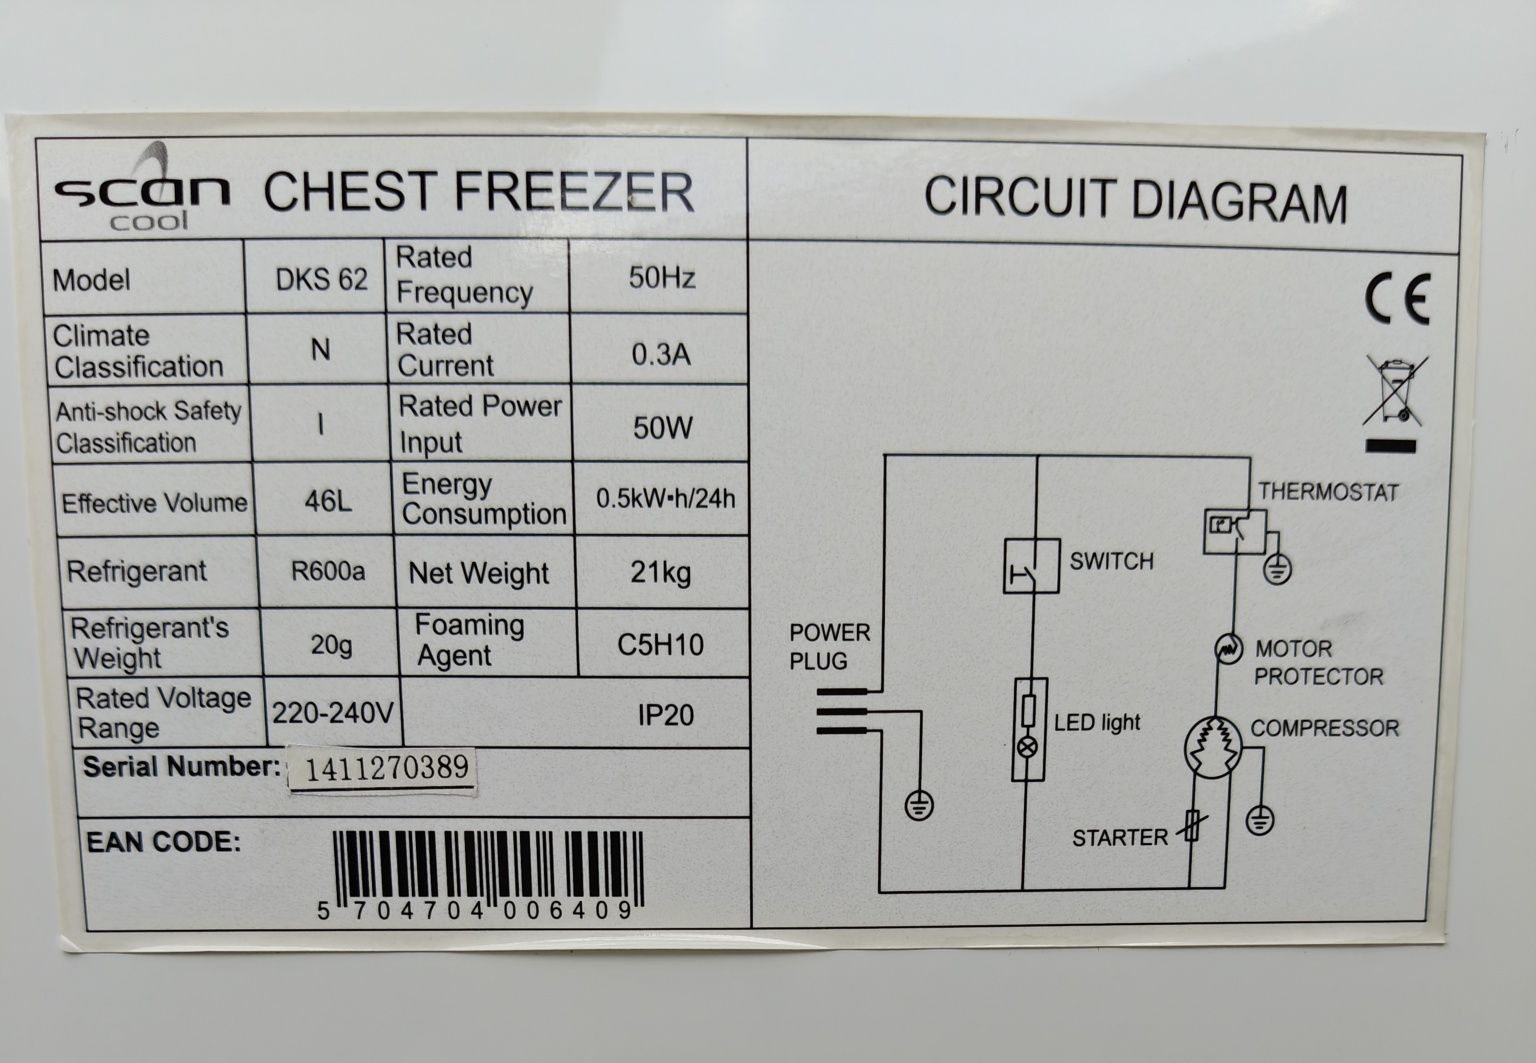 scan
cool
CHEST FREEZER
CIRCUIT DIAGRAM
Model
DKS 62
Rated
Frequency
50Hz
Climate
Classification
N
Rated
Current
0.3A
Anti-shock Safety
Classification
I
Rated Power
Input
50W
Effective Volume
46L
Energy
Consumption
0.5kW·h/24h
Refrigerant
R600a
Net Weight
21kg
Refrigerant's
Weight
20g
Foaming
Agent
C5H10
Rated Voltage
Range
220-240V
IP20
Serial Number: 1411270389
EAN CODE:
5 704704 006409
CE
THERMOSTAT
SWITCH
POWER
PLUG
MOTOR
PROTECTOR
LED light
COMPRESSOR
STARTER